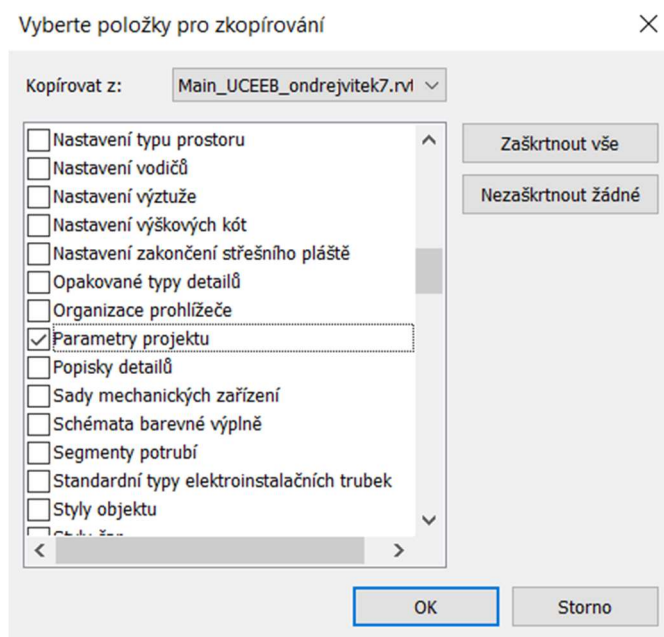 Vyberte položky pro zkopírování
Kopírovat z: Main_UCEEB_ondrejvitek7.rvt
Nastavení typu prostoru
Nastavení vodičů
Nastavení výztuže
Nastavení výškových kót
Nastavení zakončení střešního pláště
Opakované typy detailů
Organizace prohlížeče
Parametry projektu
Popisky detailů
Sady mechanických zařízení
Schémata barevné výplně
Segmenty potrubí
Standardní typy elektroinstalačních trubek
Styly objektu
Zaškrtnout vše
Nezaškrtnout žádné
OK
Storno